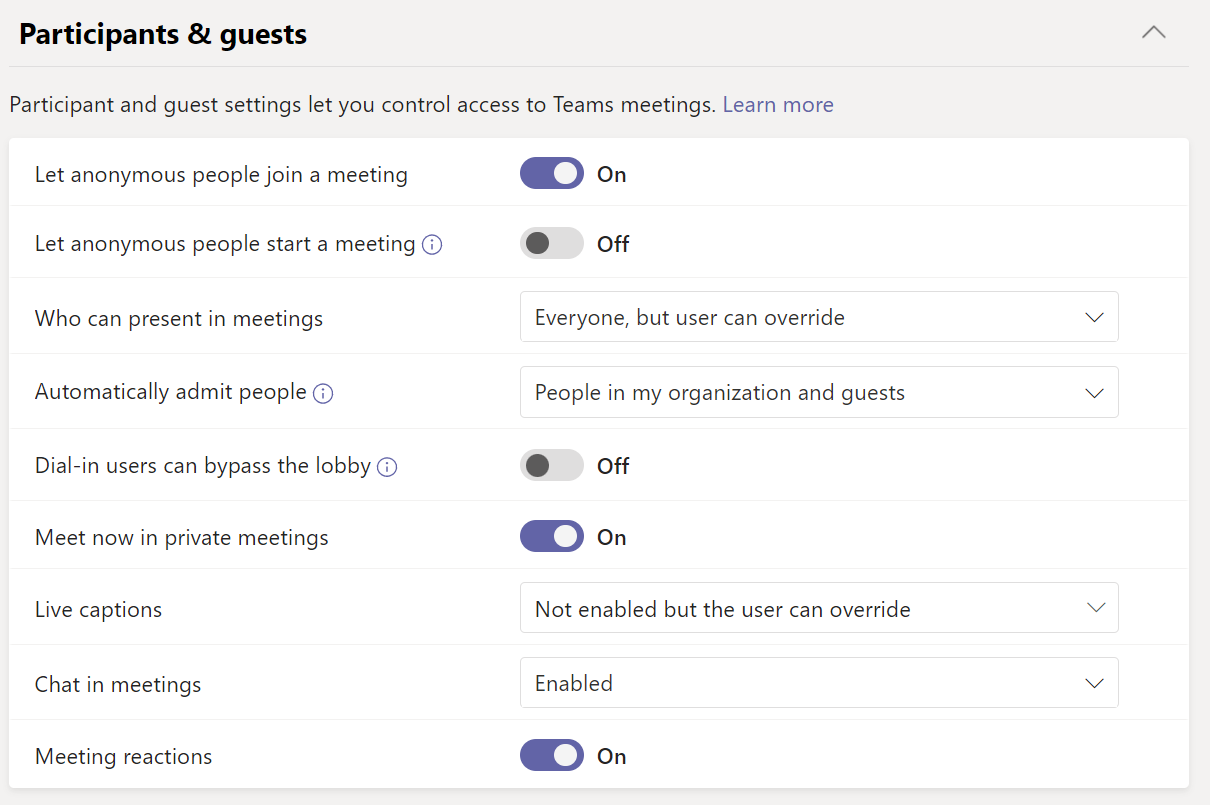 Participants & guests
Participant and guest settings let you control access to Teams meetings. Learn more
Let anonymous people join a meeting On
Let anonymous people start a meeting Off
Who can present in meetings Everyone, but user can override
Automatically admit people People in my organization and guests
Dial-in users can bypass the lobby Off
Meet now in private meetings On
Live captions Not enabled but the user can override
Chat in meetings Enabled
Meeting reactions On